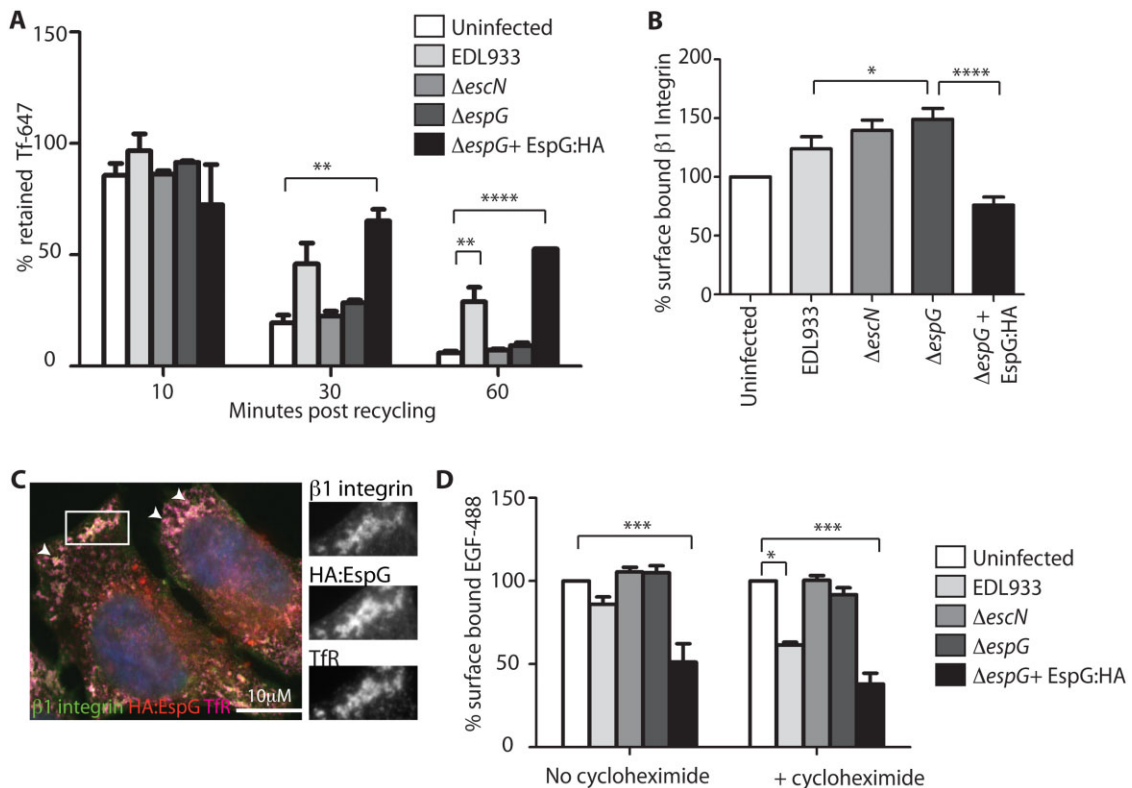 A
150
100
50
0
% retained Tf-647
**
****
**
10
30
60
Minutes post recycling
Uninfected
EDL933
ΔescN
ΔespG
ΔespG+ EspG:HA
B
200
150
100
50
0
% surface bound β1 Integrin
*
****
Uninfected
EDL933
ΔescN
ΔespG
ΔespG +
EspG:HA
C
β1 integrin
HA:EspG
TfR
10μM
β1 integrin HA:EspG TfR
D
150
100
50
0
% surface bound EGF-488
***
***
*
No cycloheximide
+ cycloheximide
Uninfected
EDL933
ΔescN
ΔespG
ΔespG+ EspG:HA